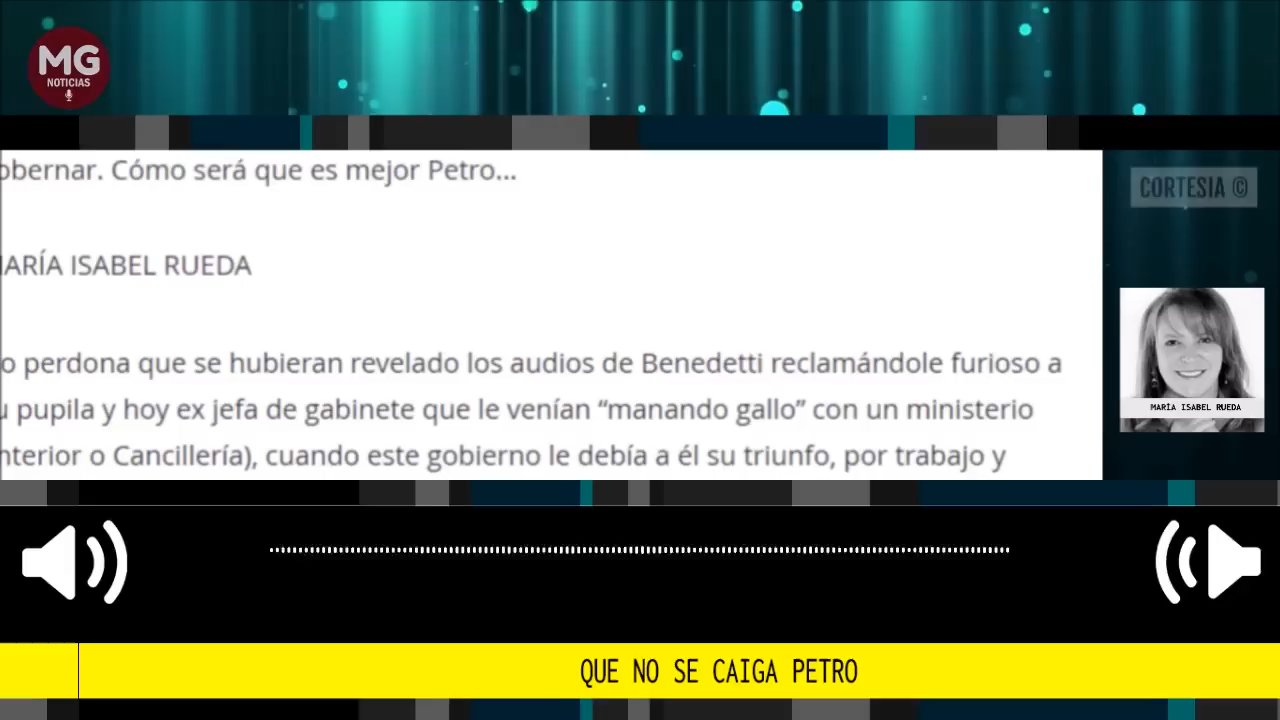 MG
NOTICIAS
obernar. Cómo será que es mejor Petro...
CORTESIA ©
ARÍA ISABEL RUEDA
o perdona que se hubieran revelado los audios de Benedetti reclamándole furioso a
pupila y hoy ex jefa de gabinete que le venían “manando gallo” con un ministerio
nterior o Cancillería), cuando este gobierno le debía a él su triunfo, por trabajo y
MARÍA ISABEL RUEDA
QUE NO SE CAIGA PETRO